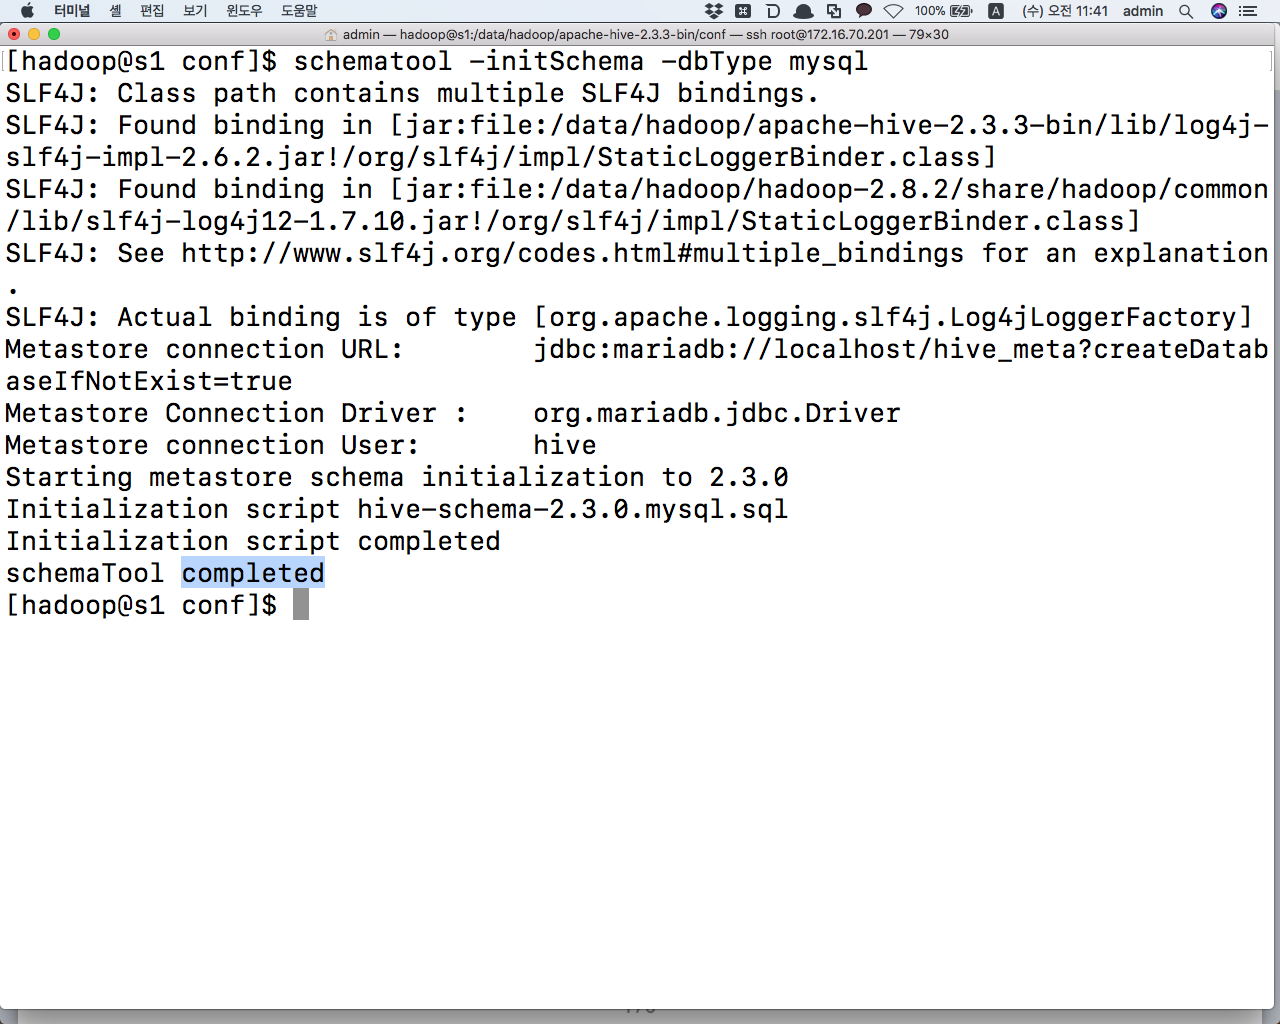 터미널 셸 편집 보기 윈도우 도움말 100% A (수) 오전 11:41 admin
admin — hadoop@s1:/data/hadoop/apache-hive-2.3.3-bin/conf — ssh root@172.16.70.201 — 79×30
[hadoop@s1 conf]$ schematool -initSchema -dbType mysql
SLF4J: Class path contains multiple SLF4J bindings.
SLF4J: Found binding in [jar:file:/data/hadoop/apache-hive-2.3.3-bin/lib/log4j-
slf4j-impl-2.6.2.jar!/org/slf4j/impl/StaticLoggerBinder.class]
SLF4J: Found binding in [jar:file:/data/hadoop/hadoop-2.8.2/share/hadoop/common
/lib/slf4j-log4j12-1.7.10.jar!/org/slf4j/impl/StaticLoggerBinder.class]
SLF4J: See http://www.slf4j.org/codes.html#multiple_bindings for an explanation
.
SLF4J: Actual binding is of type [org.apache.logging.slf4j.Log4jLoggerFactory]
Metastore connection URL: jdbc:mariadb://localhost/hive_meta?createDatab
aseIfNotExist=true
Metastore Connection Driver : org.mariadb.jdbc.Driver
Metastore connection User: hive
Starting metastore schema initialization to 2.3.0
Initialization script hive-schema-2.3.0.mysql.sql
Initialization script completed
schemaTool completed
[hadoop@s1 conf]$